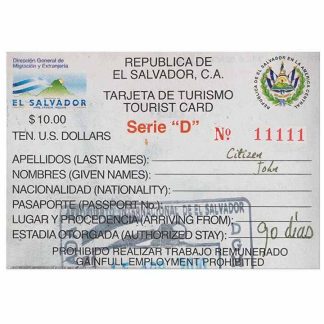 Dirección General de
Migración y Extranjería
EL SALVADOR
REPUBLICA DE
EL SALVADOR, C.A.
TARJETA DE TURISMO
TOURIST CARD
$ 10.00
TEN. U.S. DOLLARS
Serie "D"
Nº 11111
APELLIDOS (LAST NAMES): Citizen
NOMBRES (GIVEN NAMES): John
NACIONALIDAD (NATIONALITY):
PASAPORTE (PASSPORT No.):
LUGAR Y PROCEDENCIA (ARRIVING FROM):
ESTADIA OTORGADA (AUTHORIZED STAY): 90 días
PROHIBIDO REALIZAR TRABAJO REMUNERADO
GAINFULL EMPLOYMENT PROHIBITED